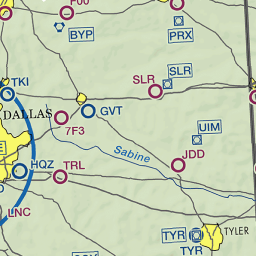 F00
BYP
PRX
TKI
SLR
SLR
DALLAS
GVT
7F3
UIM
Sabine
E
HQZ
TRL
JDD
LNC
TYLER
TYR
TYR